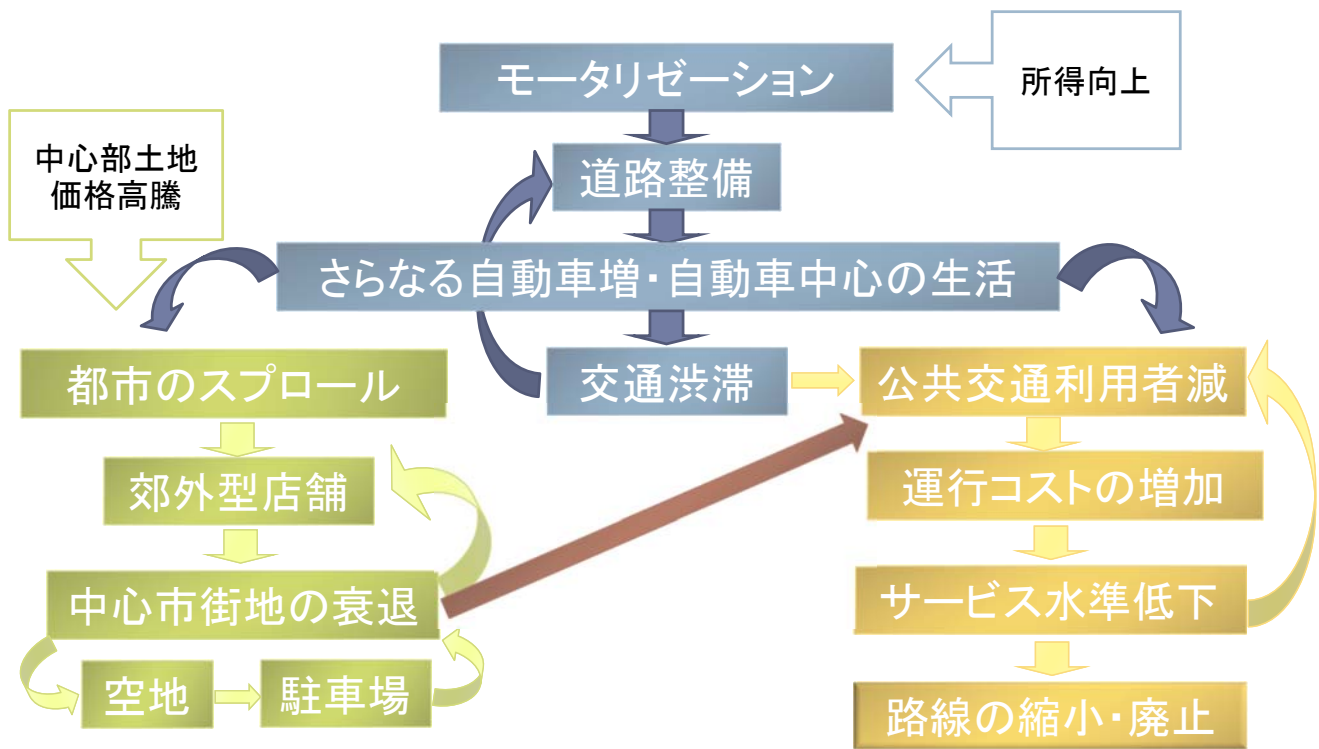 モータリゼーション
所得向上
中心部土地
価格高騰
道路整備
さらなる自動車増・自動車中心の生活
都市のスプロール
交通渋滞
公共交通利用者減
郊外型店舗
運行コストの増加
中心市街地の衰退
サービス水準低下
空地
駐車場
路線の縮小・廃止